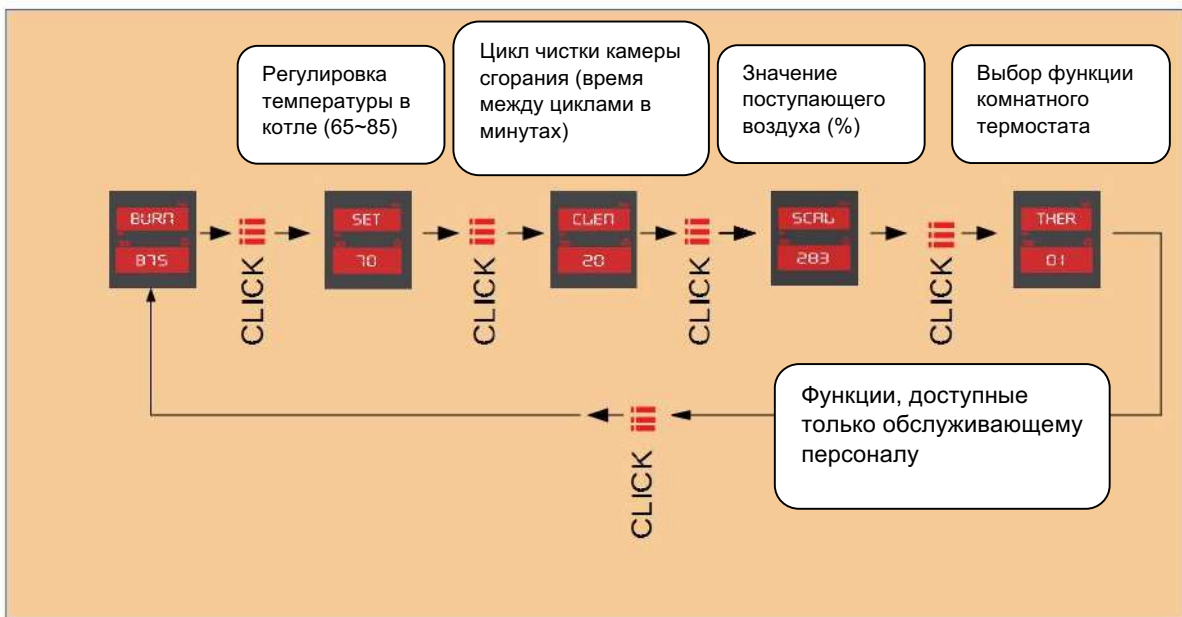 Регулировка
температуры в
котле (65~85)
Цикл чистки камеры
сгорания (время
между циклами в
минутах)
Значение
поступающего
воздуха (%)
Выбор функции
комнатного
термостата
BURN
875
CLICK
SET
70
CLICK
CLEN
20
CLICK
SCAL
283
CLICK
THER
01
Функции, доступные
только обслуживающему
персоналу
CLICK